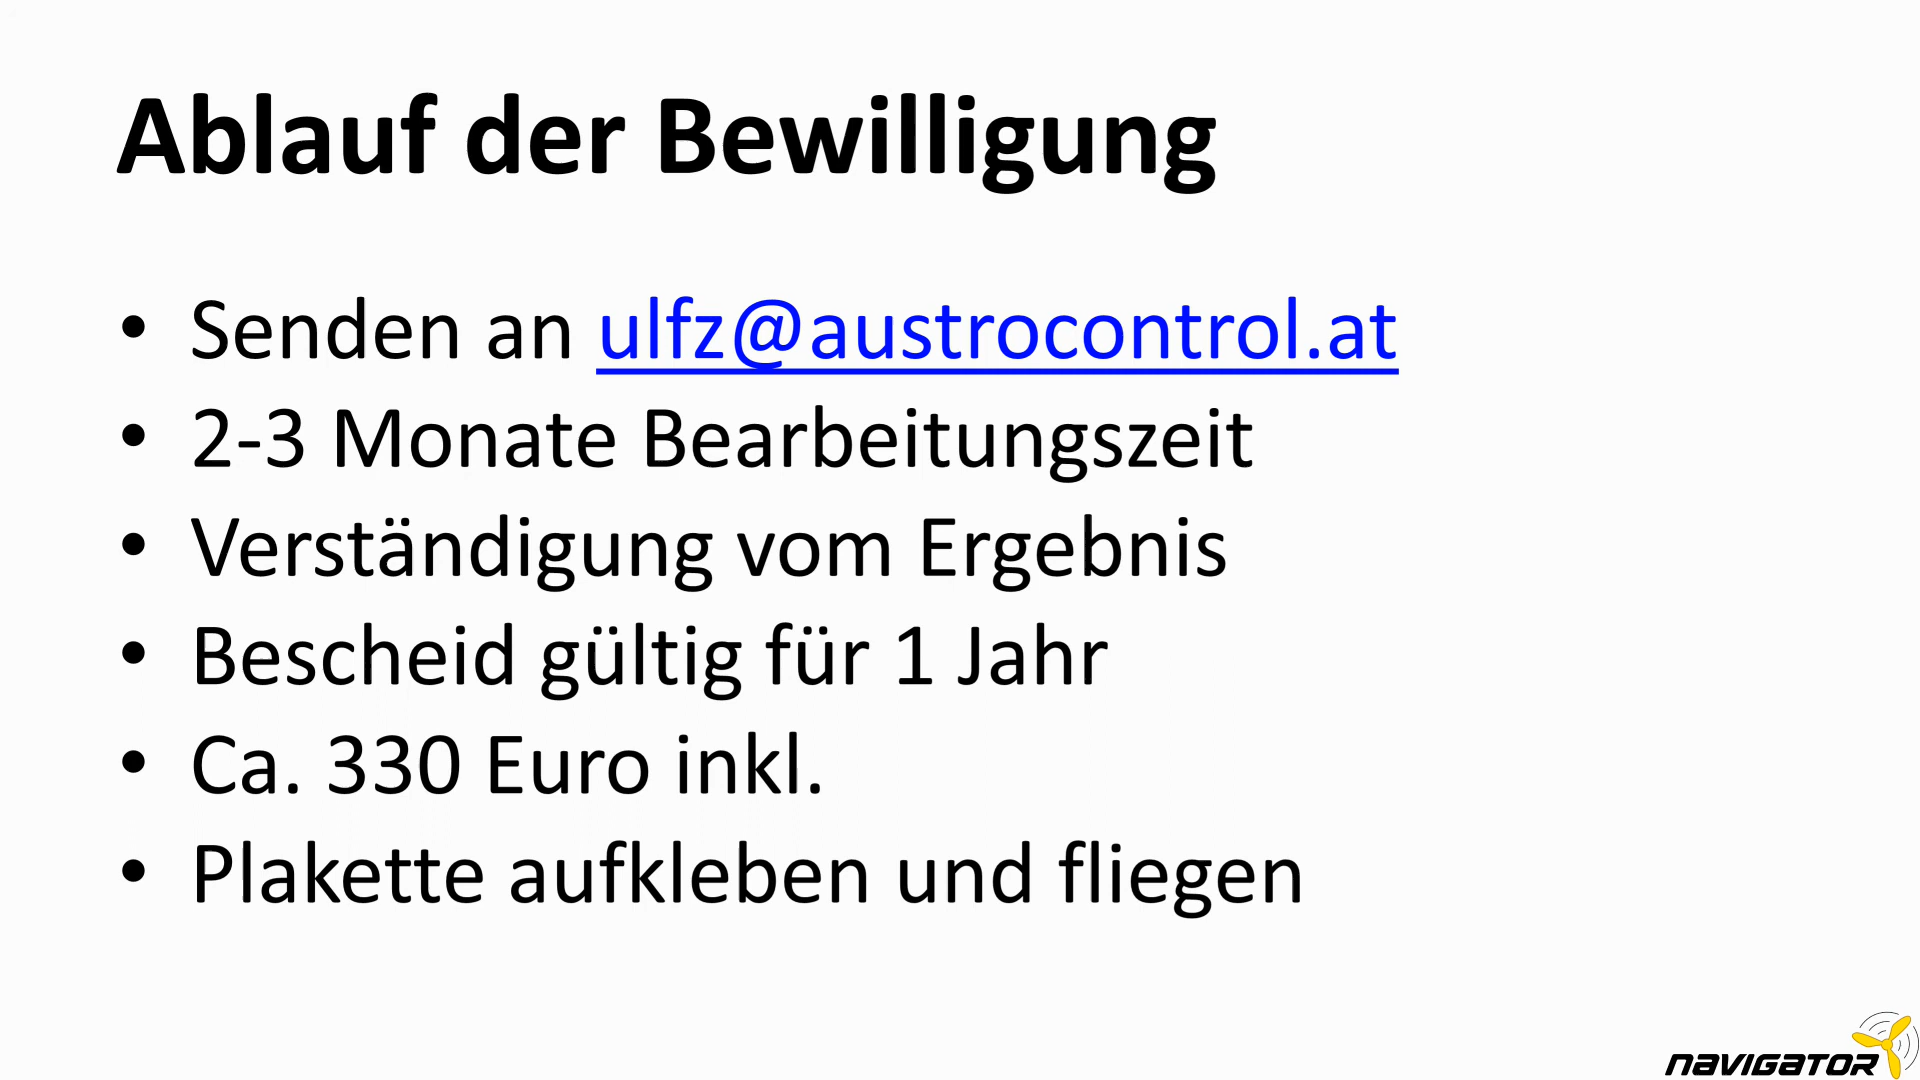 Ablauf der Bewilligung
• Senden an ulfz@austrocontrol.at
• 2-3 Monate Bearbeitungszeit
• Verständigung vom Ergebnis
• Bescheid gültig für 1 Jahr
• Ca. 330 Euro inkl.
• Plakette aufkleben und fliegen
NAVIGATOR